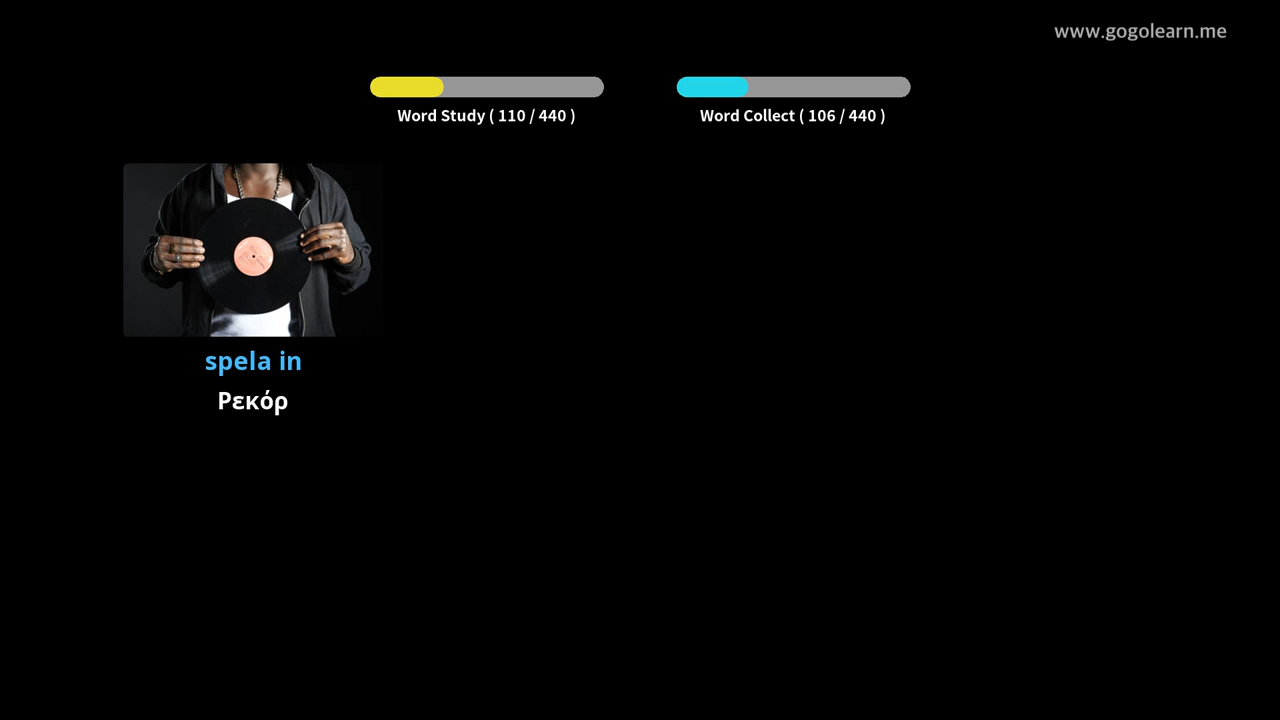 www.gogolearn.me
Word Study ( 110 / 440 )
Word Collect ( 106 / 440 )
spela in
Ρεκόρ